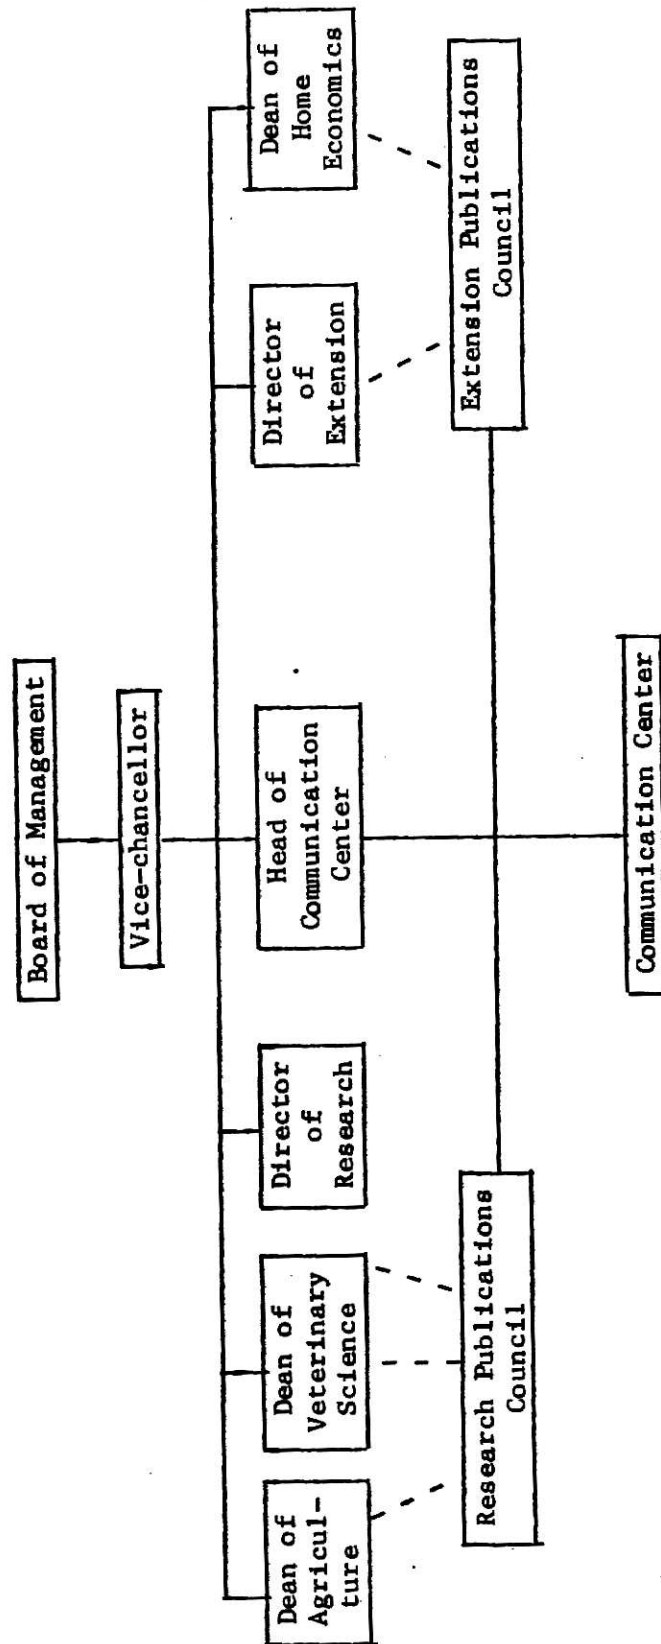 Board of Management
Vice-chancellor
Dean of
Agricul-
ture
Dean of
Veterinary
Science
Director
of
Research
Head of
Communication
Center
Director
of
Extension
Dean of
Home
Economics
Research Publications
Council
Extension Publications
Council
Communication Center